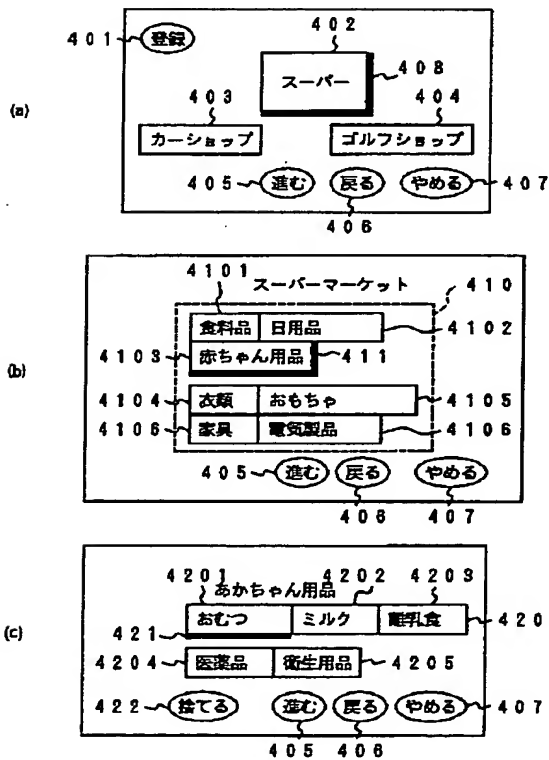 402
401 登録
408
スーパー
(a)
403 404
カーショップ ゴルフショップ
405 進む 戻る やめる 407
406
4101
スーパーマーケット 410
食料品 日用品 4102
4103 赤ちゃん用品 411
(b)
4104 衣類 おもちゃ 4105
4106 家具 電気製品 4106
405 進む 戻る やめる
406 407
4201 4202 4203
(c)
あかちゃん用品
おむつ ミルク 離乳食 420
421
4204 医薬品 衛生用品 4205
422 捨てる 進む 戻る やめる 407
405 406